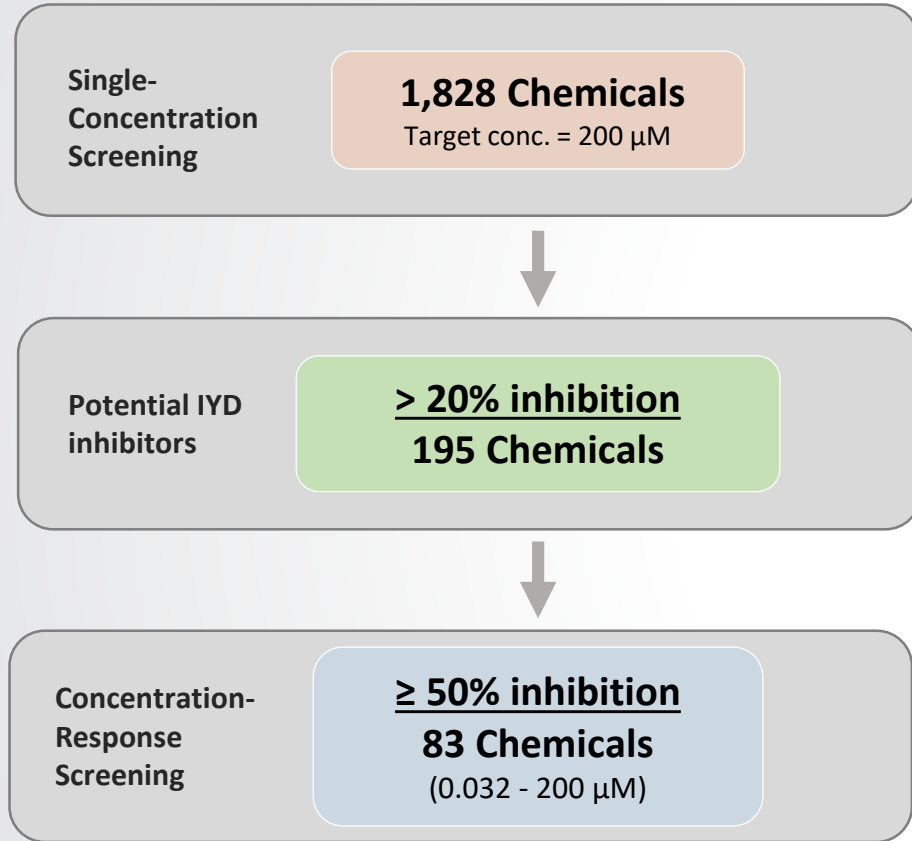 Single-
Concentration
Screening
1,828 Chemicals
Target conc. = 200 µM
Potential IYD
inhibitors
> 20% inhibition
195 Chemicals
Concentration-
Response
Screening
≥ 50% inhibition
83 Chemicals
(0.032 - 200 µM)